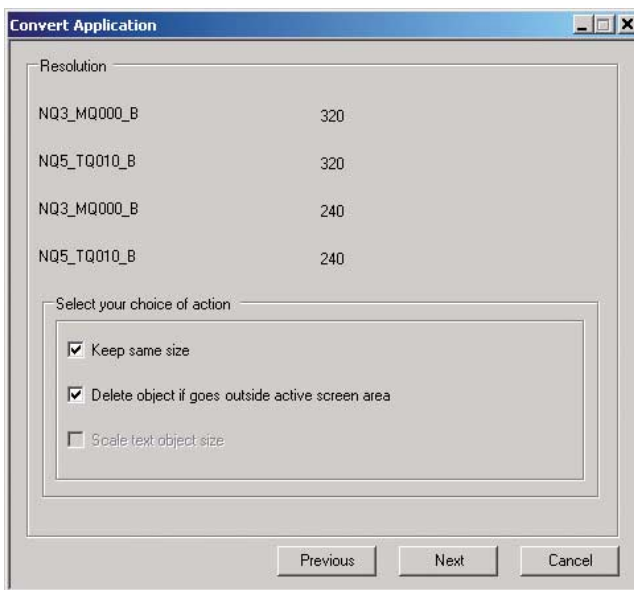 Convert Application
Resolution
NQ3_MQ000_B 320
NQ5_TQ010_B 320
NQ3_MQ000_B 240
NQ5_TQ010_B 240
Select your choice of action
Keep same size
Delete object if goes outside active screen area
Scale text object size
Previous Next Cancel